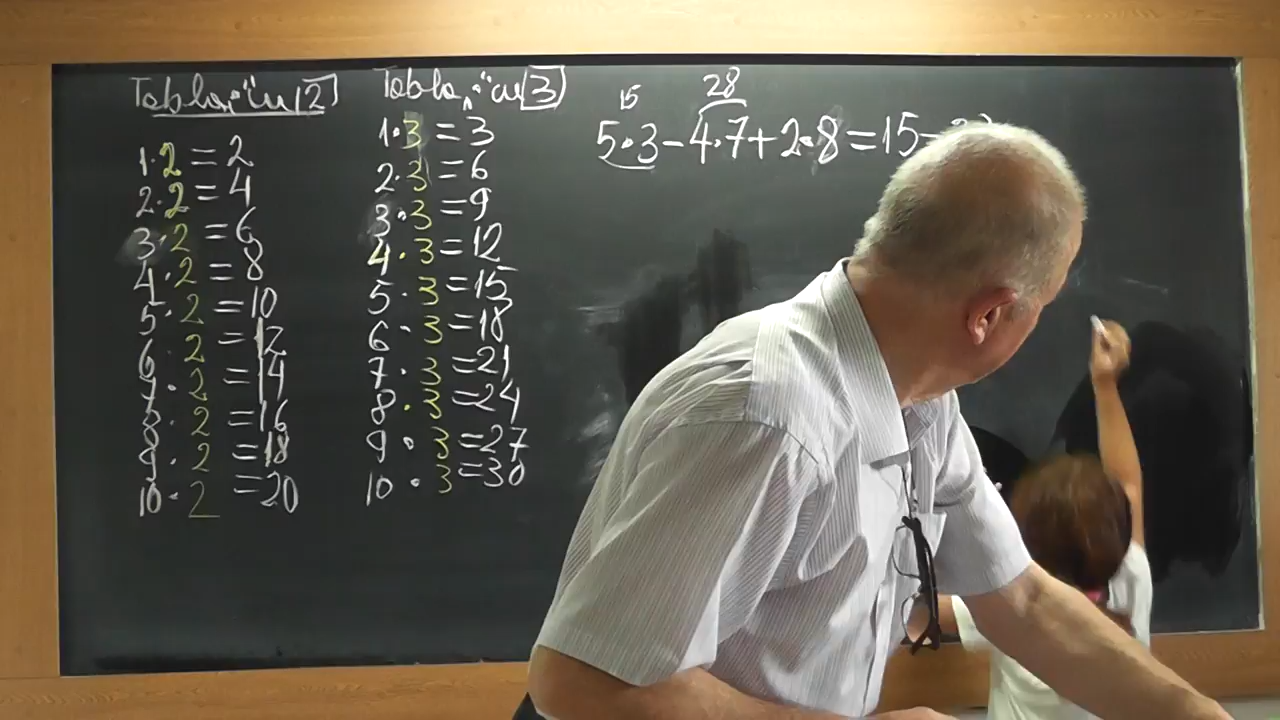 Tabla cu 2
1·2 = 2
2·2 = 4
3·2 = 6
4·2 = 8
5·2 = 10
6·2 = 12
7·2 = 14
8·2 = 16
9·2 = 18
10·2 = 20
Tabla cu 3
1·3 = 3
2·3 = 6
3·3 = 9
4·3 = 12
5·3 = 15
6·3 = 18
7·3 = 21
8·3 = 24
9·3 = 27
10·3 = 30
15 28
5·3-4·7+2·8=15-